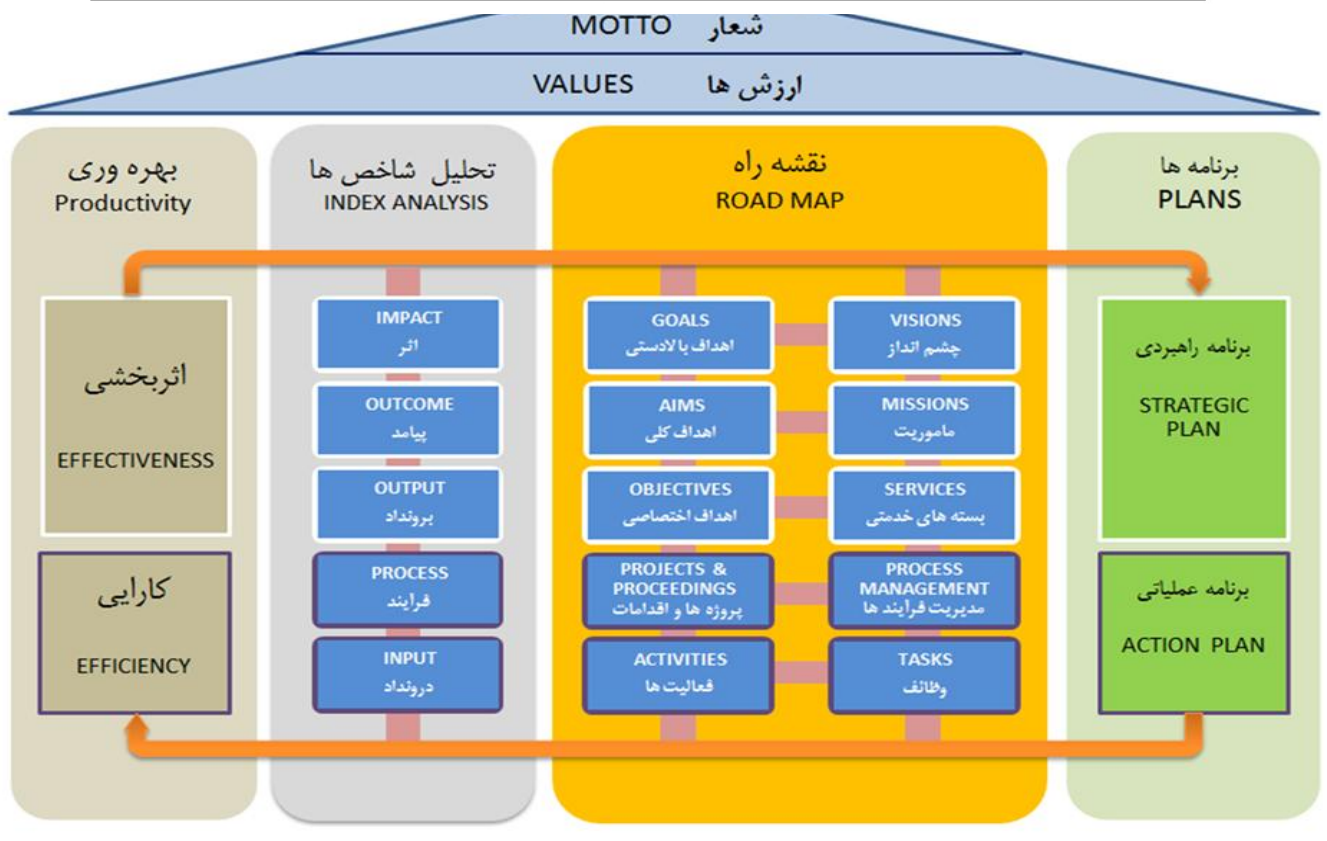 MOTTO شعار
VALUES ارزش ها
بهره وری
Productivity
اثربخشی
EFFECTIVENESS
کارایی
EFFICIENCY
تحلیل شاخص ها
INDEX ANALYSIS
IMPACT
اثر
OUTCOME
پیامد
OUTPUT
برونداد
PROCESS
فرآیند
INPUT
درونداد
نقشه راه
ROAD MAP
GOALS
اهداف بالادستی
VISIONS
چشم انداز
AIMS
اهداف کلی
MISSIONS
ماموریت
OBJECTIVES
اهداف اختصاصی
SERVICES
بسته های خدمتی
PROJECTS &
PROCEEDINGS
پروژه ها و اقدامات
PROCESS
MANAGEMENT
مدیریت فرآیند ها
ACTIVITIES
فعالیت ها
TASKS
وظائف
برنامه ها
PLANS
برنامه راهبردی
STRATEGIC
PLAN
برنامه عملیاتی
ACTION PLAN